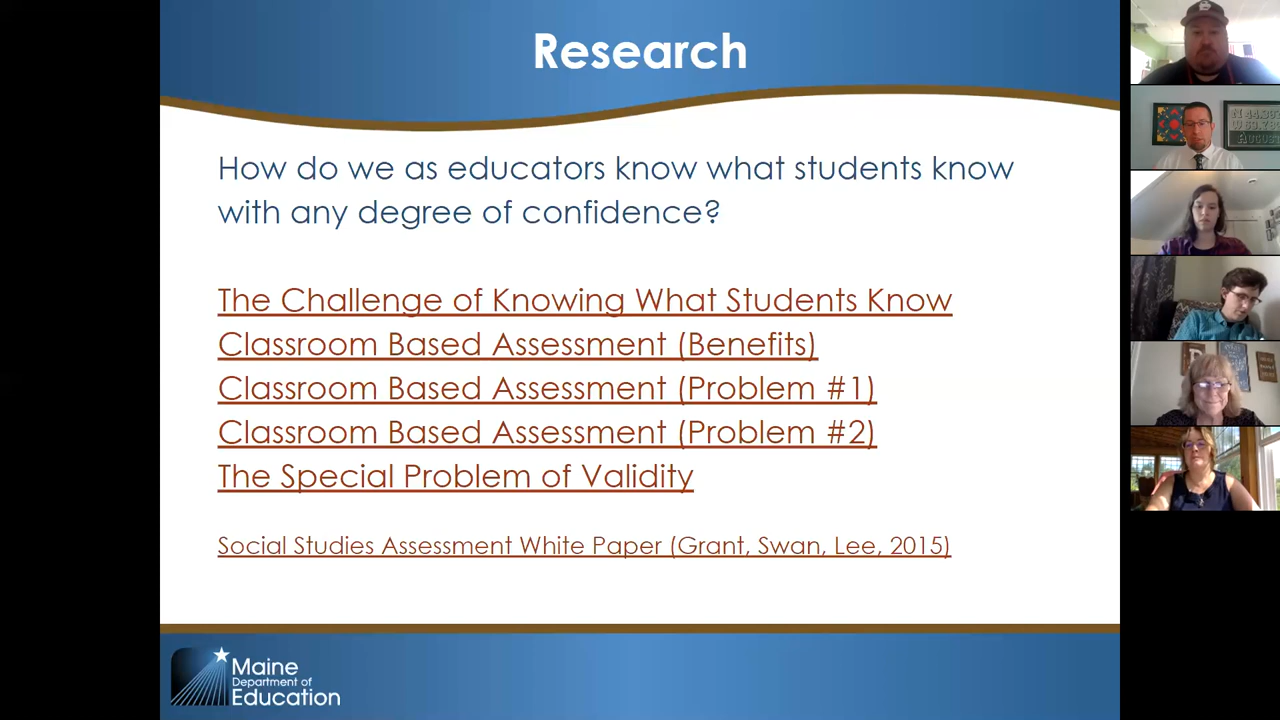 Research
How do we as educators know what students know
with any degree of confidence?
The Challenge of Knowing What Students Know
Classroom Based Assessment (Benefits)
Classroom Based Assessment (Problem #1)
Classroom Based Assessment (Problem #2)
The Special Problem of Validity
Social Studies Assessment White Paper (Grant, Swan, Lee, 2015)
Maine
Department of
Education